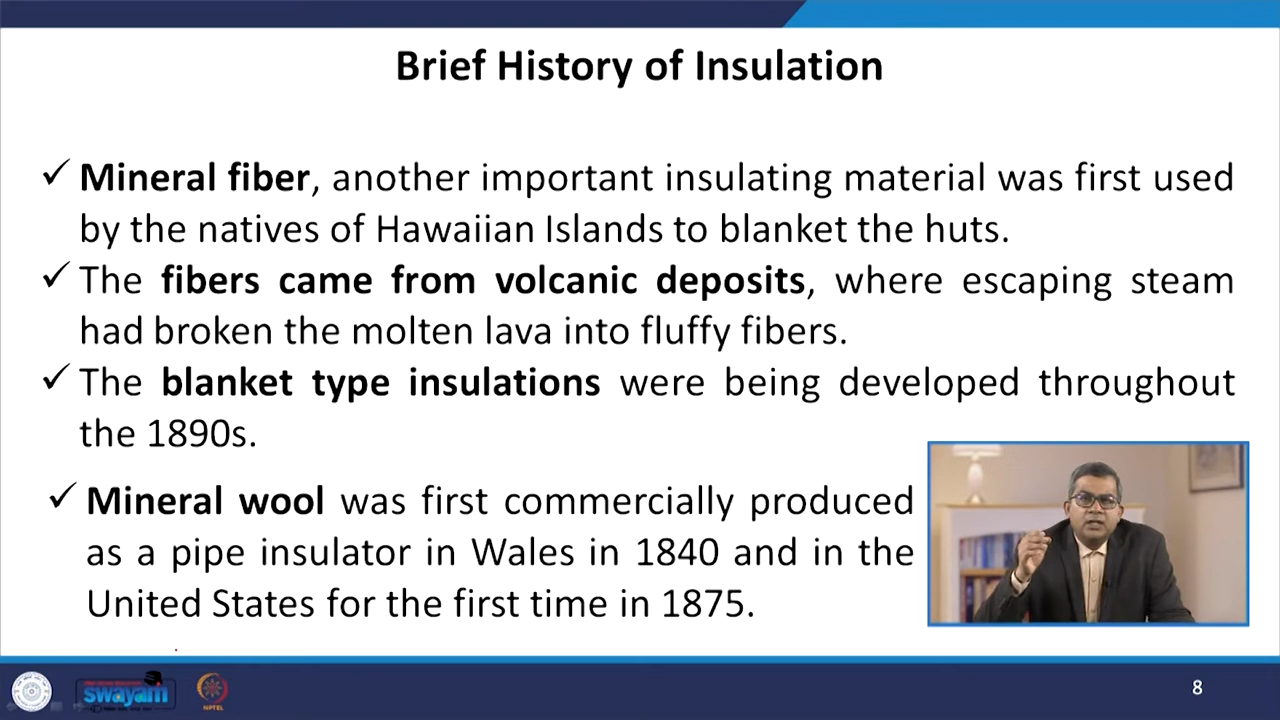 Brief History of Insulation
✓ Mineral fiber, another important insulating material was first used
by the natives of Hawaiian Islands to blanket the huts.
✓ The fibers came from volcanic deposits, where escaping steam
had broken the molten lava into fluffy fibers.
✓ The blanket type insulations were being developed throughout
the 1890s.
✓ Mineral wool was first commercially produced
as a pipe insulator in Wales in 1840 and in the
United States for the first time in 1875.
swayam
NPTEL
8